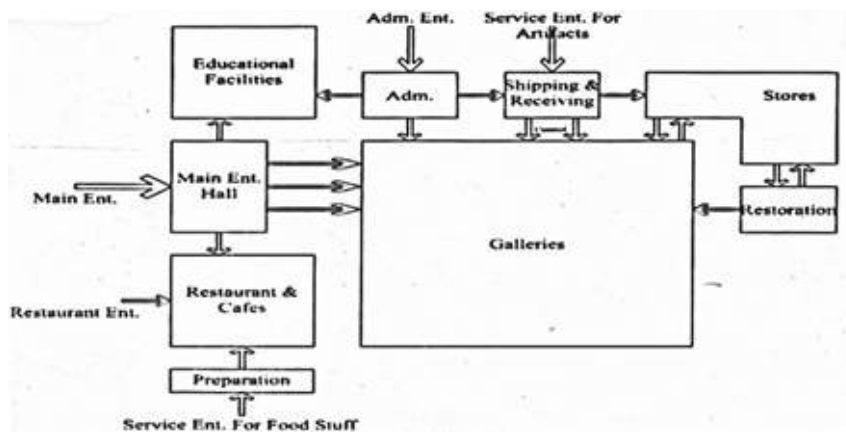 Adm. Ent.
Service Ent. For
Artifacts
Educational
Facilities
Adm.
Shipping &
Receiving
Stores
Main Ent.
Main Ent.
Hall
Restoration
Galleries
Restaurant Ent.
Restaurant &
Cafes
Preparation
Service Ent. For Food Stuff